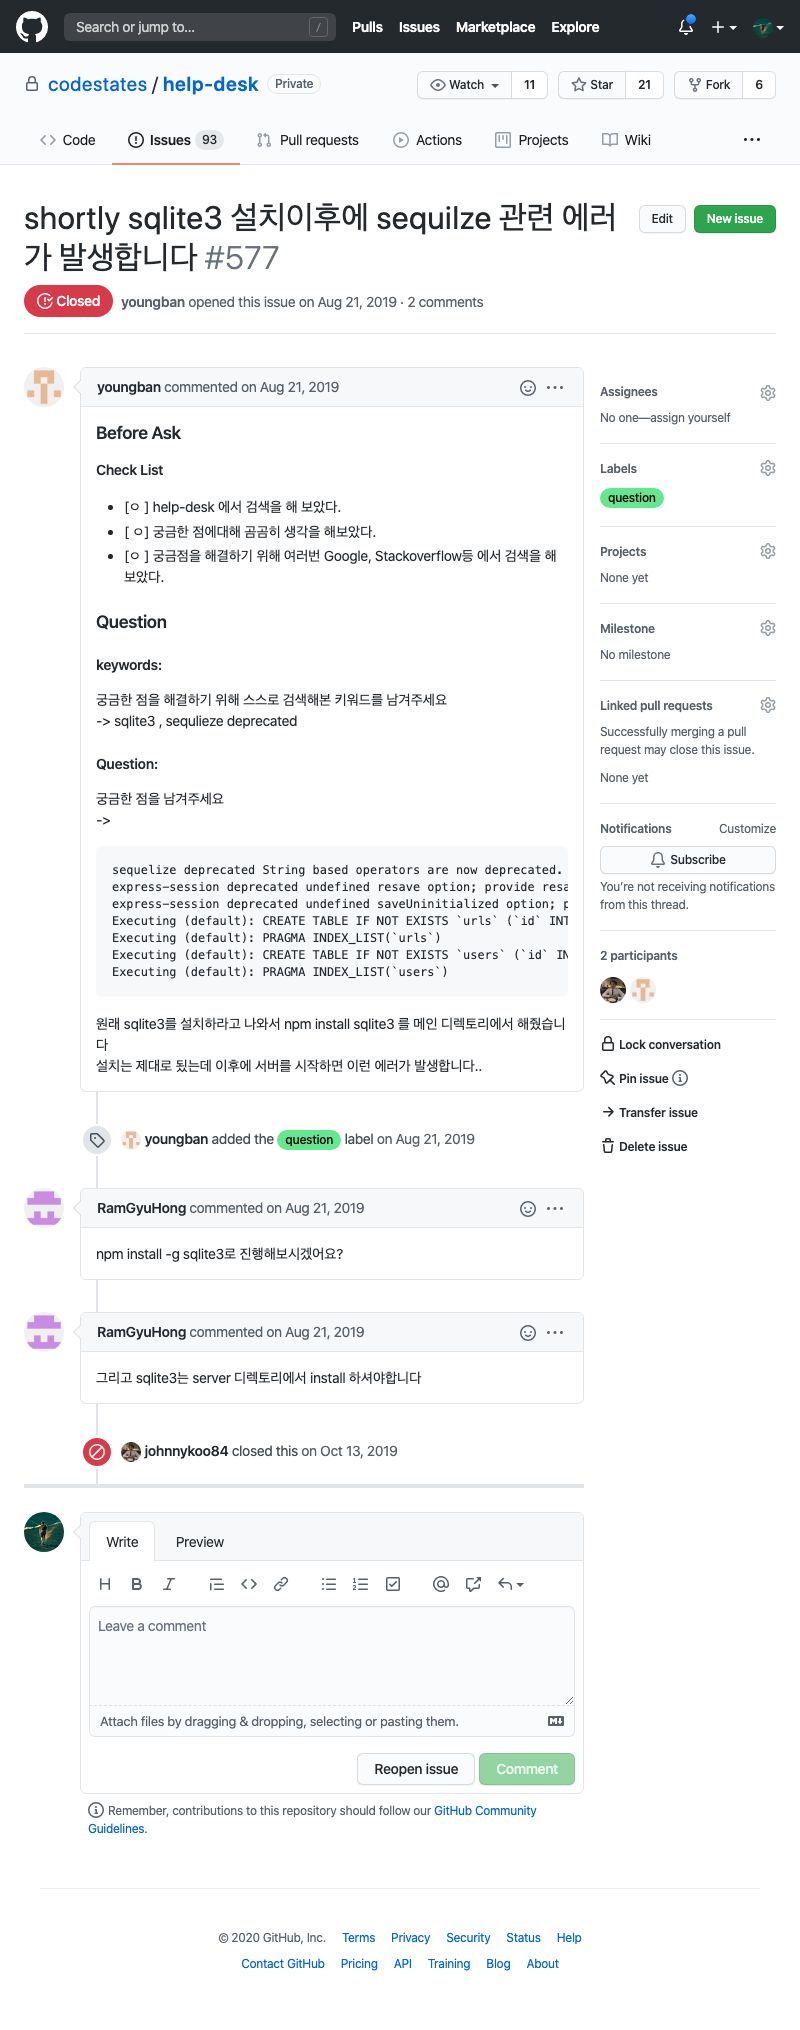 Search or jump to... /
Pulls Issues Marketplace Explore
codestates / help-desk Private
Watch 11 Star 21 Fork 6
Code Issues 93 Pull requests Actions Projects Wiki
shortly sqlite3 설치이후에 sequilze 관련 에러
가 발생합니다 #577
Edit New issue
Closed youngban opened this issue on Aug 21, 2019 · 2 comments
youngban commented on Aug 21, 2019
Before Ask
Check List
• [ㅇ ] help-desk 에서 검색을 해 보았다.
• [ ㅇ] 궁금한 점에대해 곰곰히 생각을 해보았다.
• [ㅇ ] 궁금점을 해결하기 위해 여러번 Google, Stackoverflow등 에서 검색을 해
보았다.
Question
keywords:
궁금한 점을 해결하기 위해 스스로 검색해본 키워드를 남겨주세요
-> sqlite3 , sequlieze deprecated
Question:
궁금한 점을 남겨주세요
->
sequelize deprecated String based operators are now deprecated.
express-session deprecated undefined resave option; provide resa
express-session deprecated undefined saveUninitialized option; p
Executing (default): CREATE TABLE IF NOT EXISTS `urls` (`id` INT
Executing (default): PRAGMA INDEX_LIST(`urls`)
Executing (default): CREATE TABLE IF NOT EXISTS `users` (`id` IN
Executing (default): PRAGMA INDEX_LIST(`users`)
원래 sqlite3를 설치하라고 나와서 npm install sqlite3 를 메인 디렉토리에서 해줬습니
다
설치는 제대로 됬는데 이후에 서버를 시작하면 이런 에러가 발생합니다..
youngban added the question label on Aug 21, 2019
RamGyuHong commented on Aug 21, 2019
npm install -g sqlite3로 진행해보시겠어요?
RamGyuHong commented on Aug 21, 2019
그리고 sqlite3는 server 디렉토리에서 install 하셔야합니다
johnnykoo84 closed this on Oct 13, 2019
Assignees
No one—assign yourself
Labels
question
Projects
None yet
Milestone
No milestone
Linked pull requests
Successfully merging a pull
request may close this issue.
None yet
Notifications Customize
Subscribe
You're not receiving notifications
from this thread.
2 participants
Lock conversation
Pin issue
Transfer issue
Delete issue
Write Preview
Leave a comment
Attach files by dragging & dropping, selecting or pasting them.
Reopen issue Comment
Remember, contributions to this repository should follow our GitHub Community
Guidelines.
© 2020 GitHub, Inc. Terms Privacy Security Status Help
Contact GitHub Pricing API Training Blog About